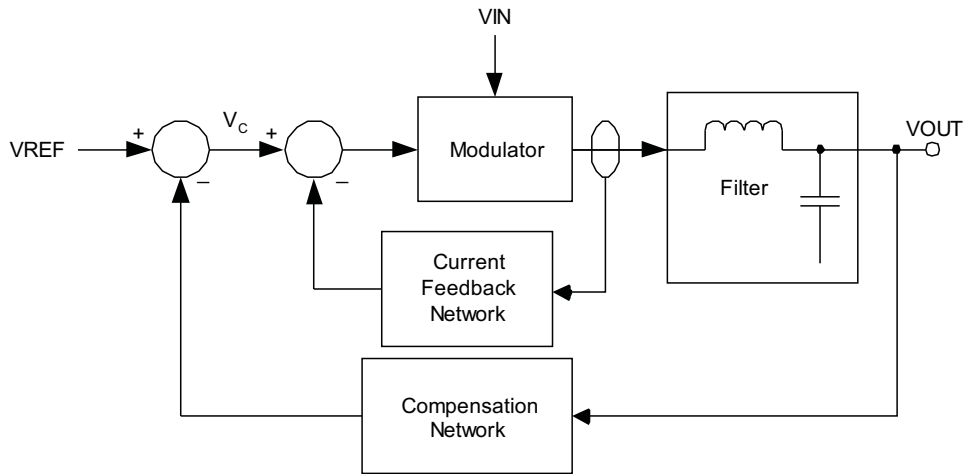 VIN
VREF
+
–
V_C
+
–
Modulator
Filter
VOUT
Current
Feedback
Network
Compensation
Network